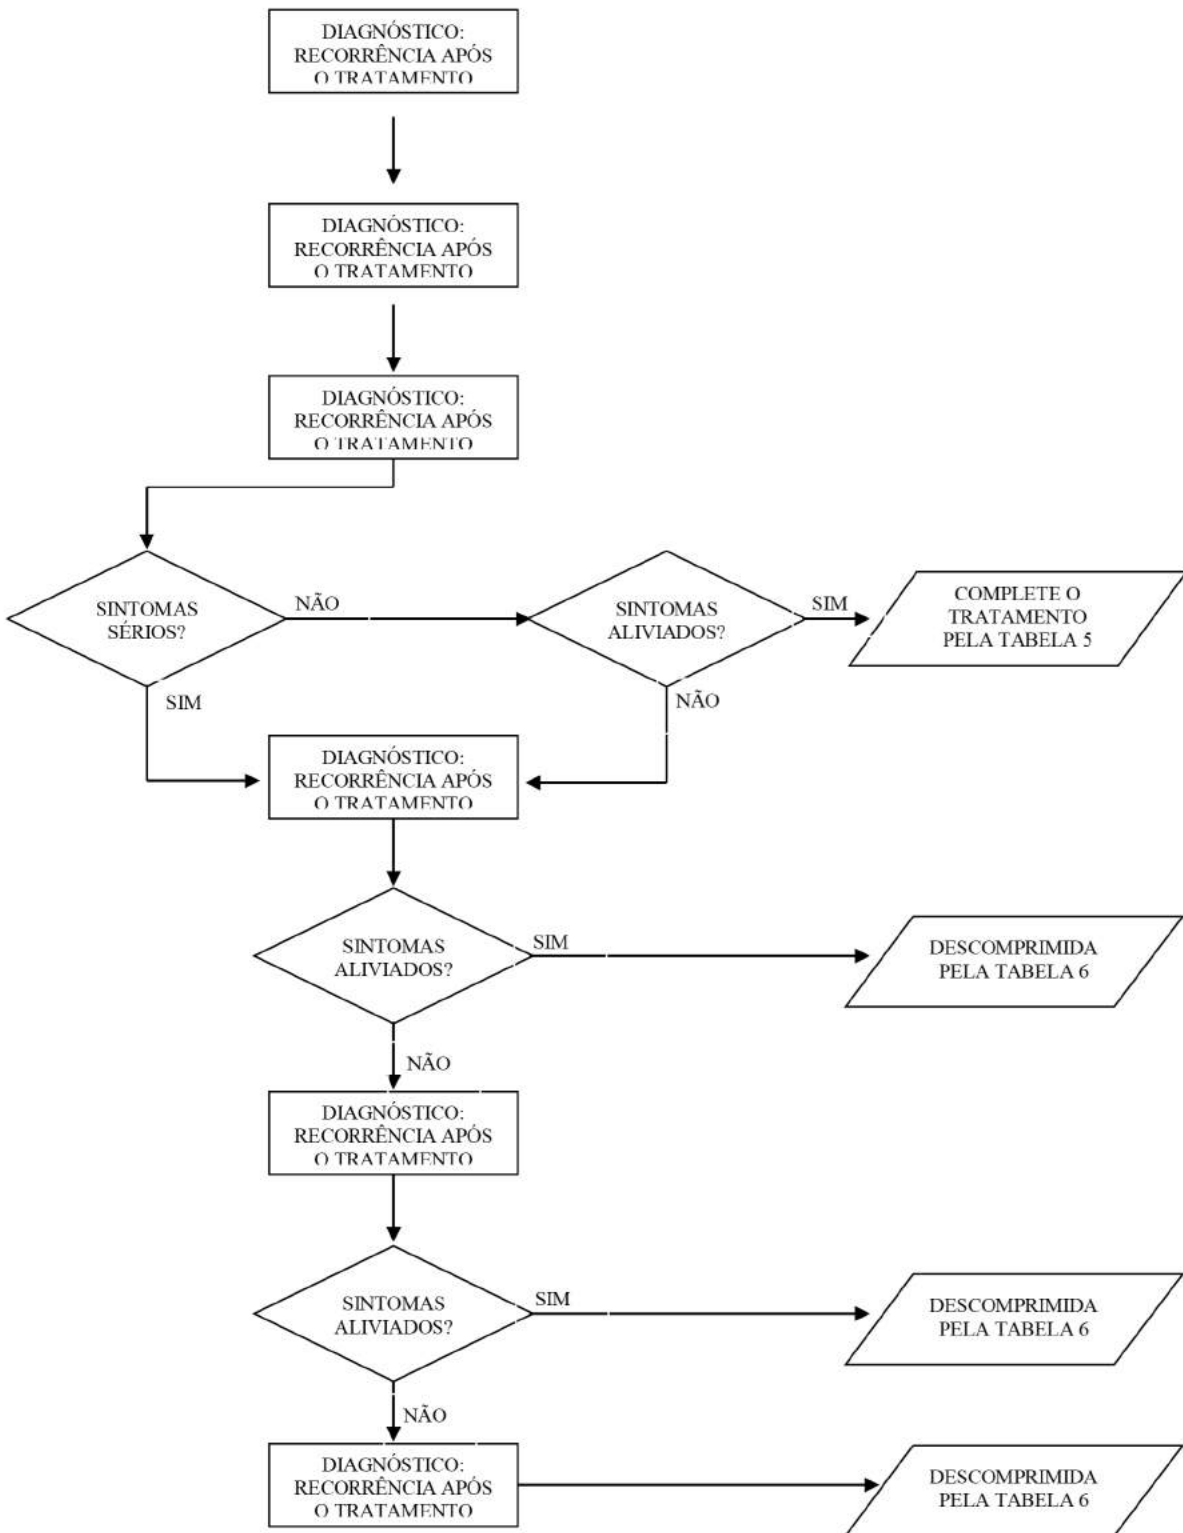 DIAGNÓSTICO:
RECORRÊNCIA APÓS
O TRATAMENTO
DIAGNÓSTICO:
RECORRÊNCIA APÓS
O TRATAMENTO
DIAGNÓSTICO:
RECORRÊNCIA APÓS
O TRATAMENTO
SINTOMAS
SÉRIOS?
NÃO
SINTOMAS
ALIVIADOS?
SIM
COMPLETE O
TRATAMENTO
PELA TABELA 5
SIM
NÃO
DIAGNÓSTICO:
RECORRÊNCIA APÓS
O TRATAMENTO
SINTOMAS
ALIVIADOS?
SIM
DESCOMPRIMIDA
PELA TABELA 6
NÃO
DIAGNÓSTICO:
RECORRÊNCIA APÓS
O TRATAMENTO
SINTOMAS
ALIVIADOS?
SIM
DESCOMPRIMIDA
PELA TABELA 6
NÃO
DIAGNÓSTICO:
RECORRÊNCIA APÓS
O TRATAMENTO
DESCOMPRIMIDA
PELA TABELA 6